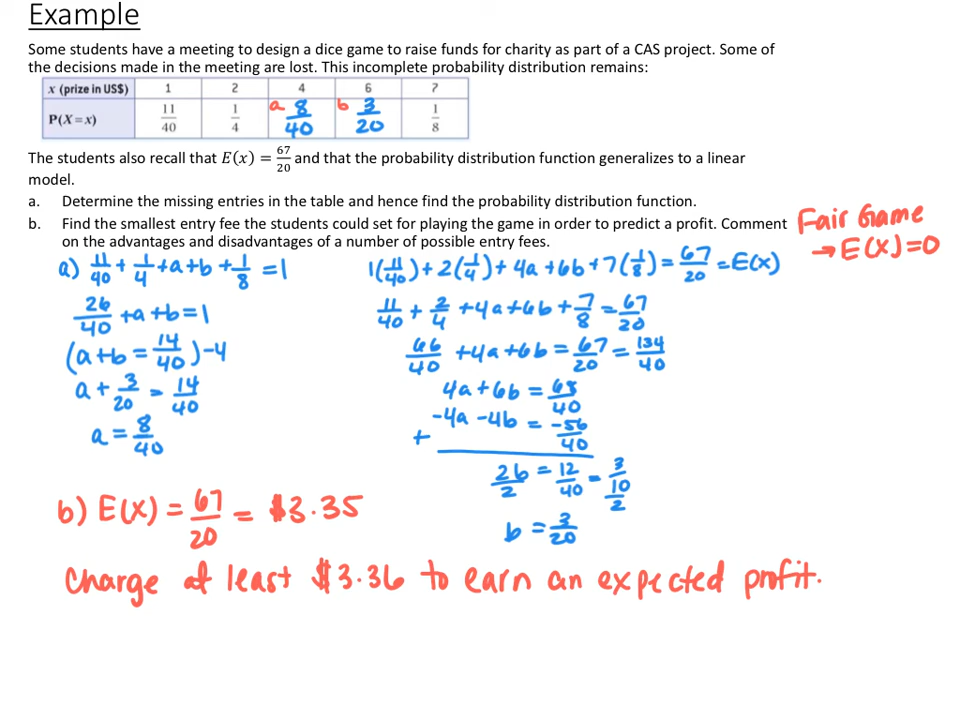 Example
Some students have a meeting to design a dice game to raise funds for charity as part of a CAS project. Some of
the decisions made in the meeting are lost. This incomplete probability distribution remains:
x (prize in US$) 1 2 4 6 7
P(X=x) 11/40 1/4 a 8/40 b 3/20 1/8
The students also recall that E(x) = 67/20 and that the probability distribution function generalizes to a linear
model.
a. Determine the missing entries in the table and hence find the probability distribution function.
b. Find the smallest entry fee the students could set for playing the game in order to predict a profit. Comment
on the advantages and disadvantages of a number of possible entry fees.
Fair Game
→ E(X)=0
a) 11/40 + 1/4 + a + b + 1/8 = 1
26/40 + a + b = 1
(a+b = 14/40) -4
a + 3/20 = 14/40
a = 8/40
1(11/40) + 2(1/4) + 4a + 6b + 7(1/8) = 67/20 = E(X)
11/40 + 2/4 + 4a + 6b + 7/8 = 67/20
66/40 + 4a + 6b = 67/20 = 134/40
4a + 6b = 68/40
+ -4a - 4b = -56/40
2b/2 = 12/40 = 3/10/2
b = 3/20
b) E(X) = 67/20 = $3.35
Charge at least $3.36 to earn an expected profit.